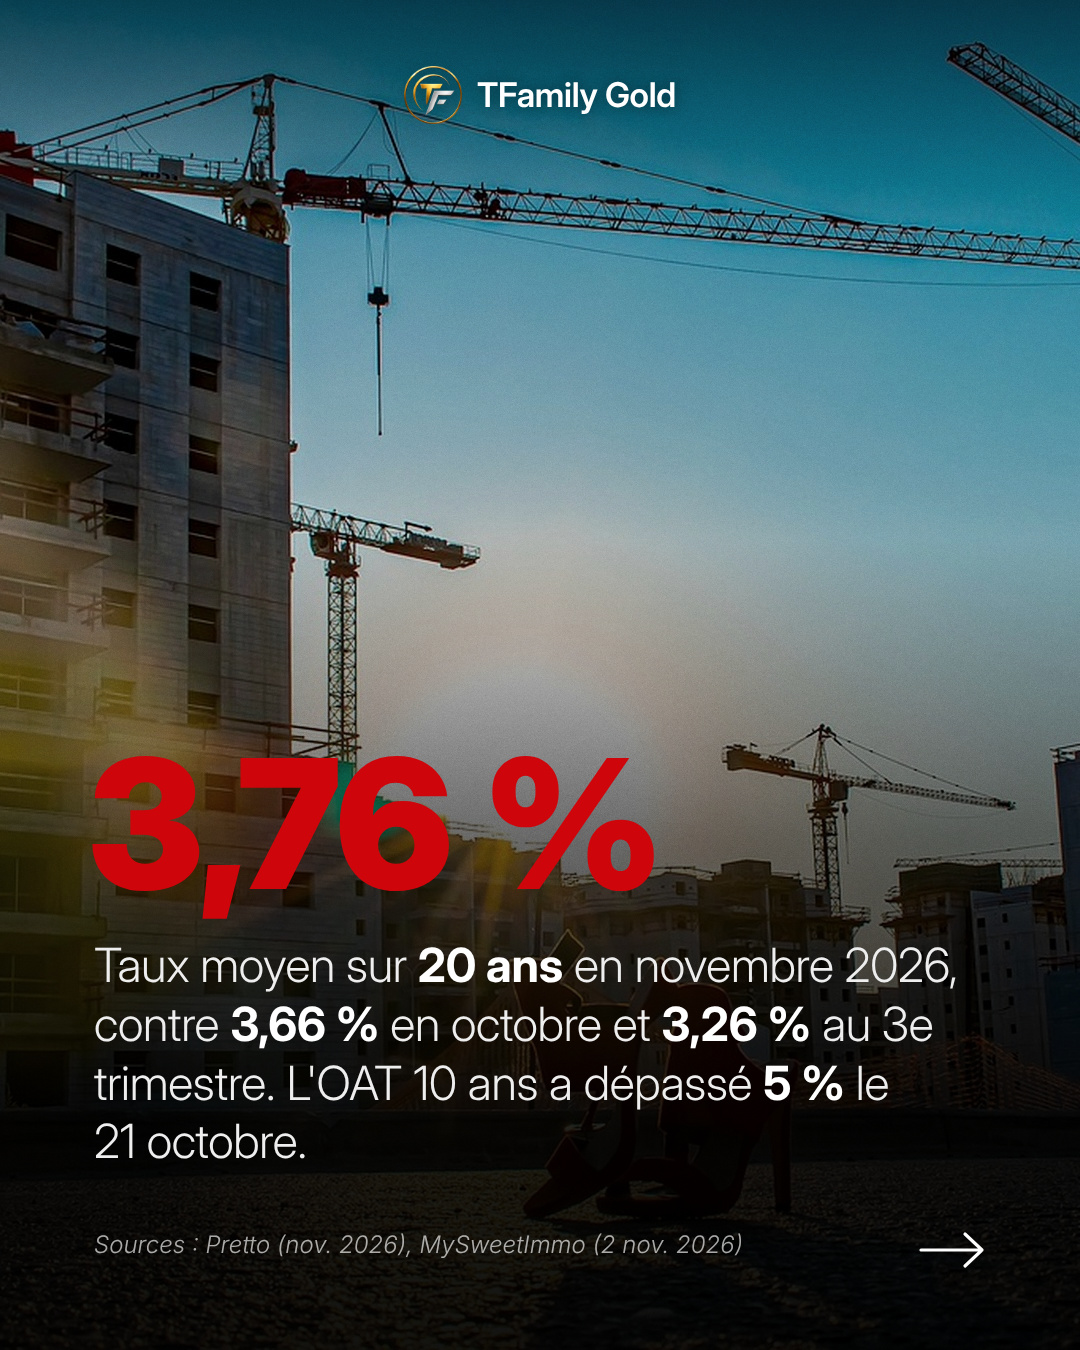 TFamily Gold
3,76 %
Taux moyen sur 20 ans en novembre 2026,
contre 3,66 % en octobre et 3,26 % au 3e
trimestre. L'OAT 10 ans a dépassé 5 % le
21 octobre.
Sources : Pretto (nov. 2026), MySweetImmo (2 nov. 2026)